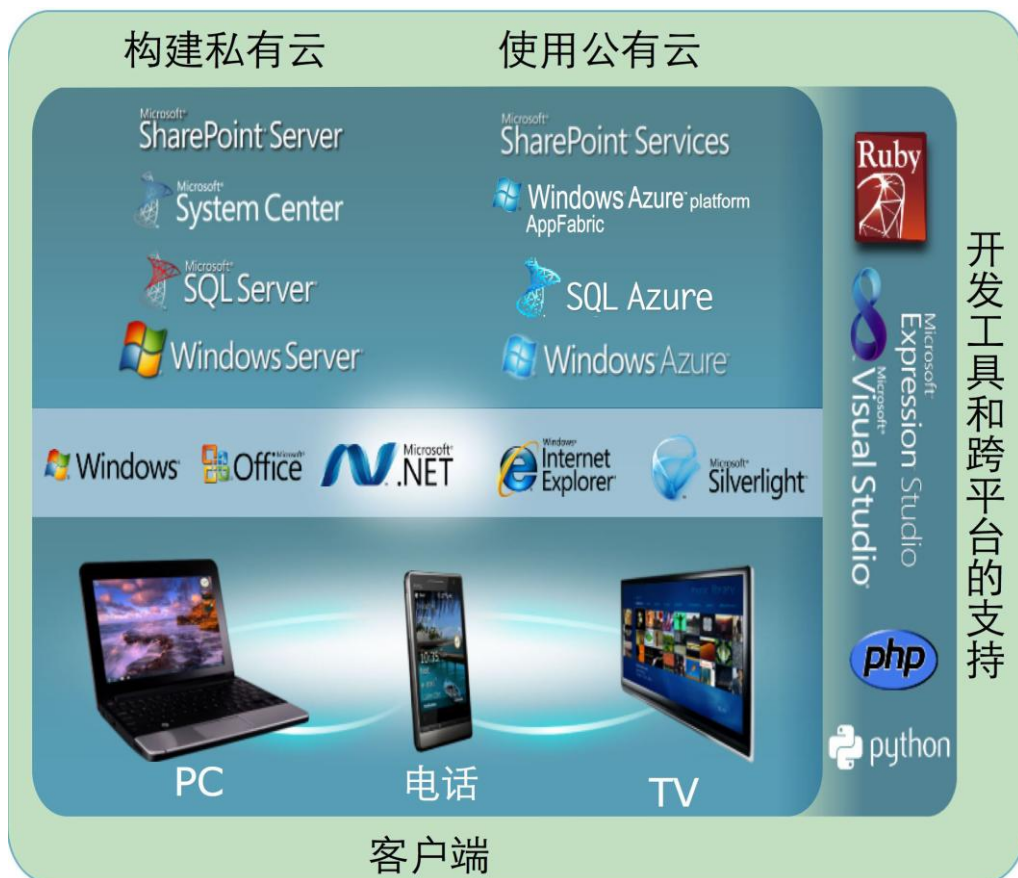 构建私有云
使用公有云
Microsoft®
SharePoint Server
Microsoft®
System Center
Microsoft®
SQL Server
Windows Server
Microsoft®
SharePoint Services
Windows Azure™ platform
AppFabric
SQL Azure
Windows Azure™
Windows®
Office
Microsoft®
.NET
Windows®
Internet
Explorer
Microsoft®
Silverlight
PC
电话
TV
客户端
Ruby
Microsoft®
Expression Studio
Microsoft®
Visual Studio
php
python
开发工具和跨平台的支持